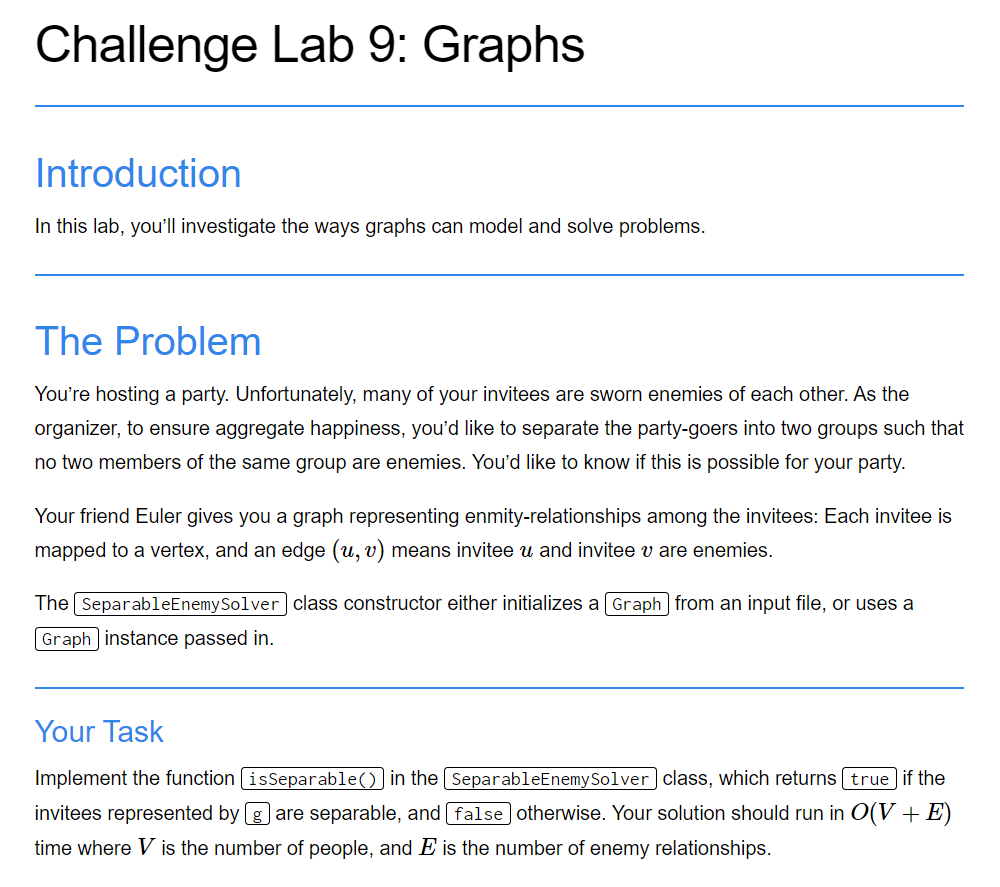 Challenge Lab 9: Graphs
Introduction
In this lab, you’ll investigate the ways graphs can model and solve problems.
The Problem
You’re hosting a party. Unfortunately, many of your invitees are sworn enemies of each other. As the
organizer, to ensure aggregate happiness, you’d like to separate the party-goers into two groups such that
no two members of the same group are enemies. You’d like to know if this is possible for your party.
Your friend Euler gives you a graph representing enmity-relationships among the invitees: Each invitee is
mapped to a vertex, and an edge (u, v) means invitee u and invitee v are enemies.
The SeparableEnemySolver class constructor either initializes a Graph from an input file, or uses a
Graph instance passed in.
Your Task
Implement the function isSeparable() in the SeparableEnemySolver class, which returns true if the
invitees represented by g are separable, and false otherwise. Your solution should run in O(V + E)
time where V is the number of people, and E is the number of enemy relationships.